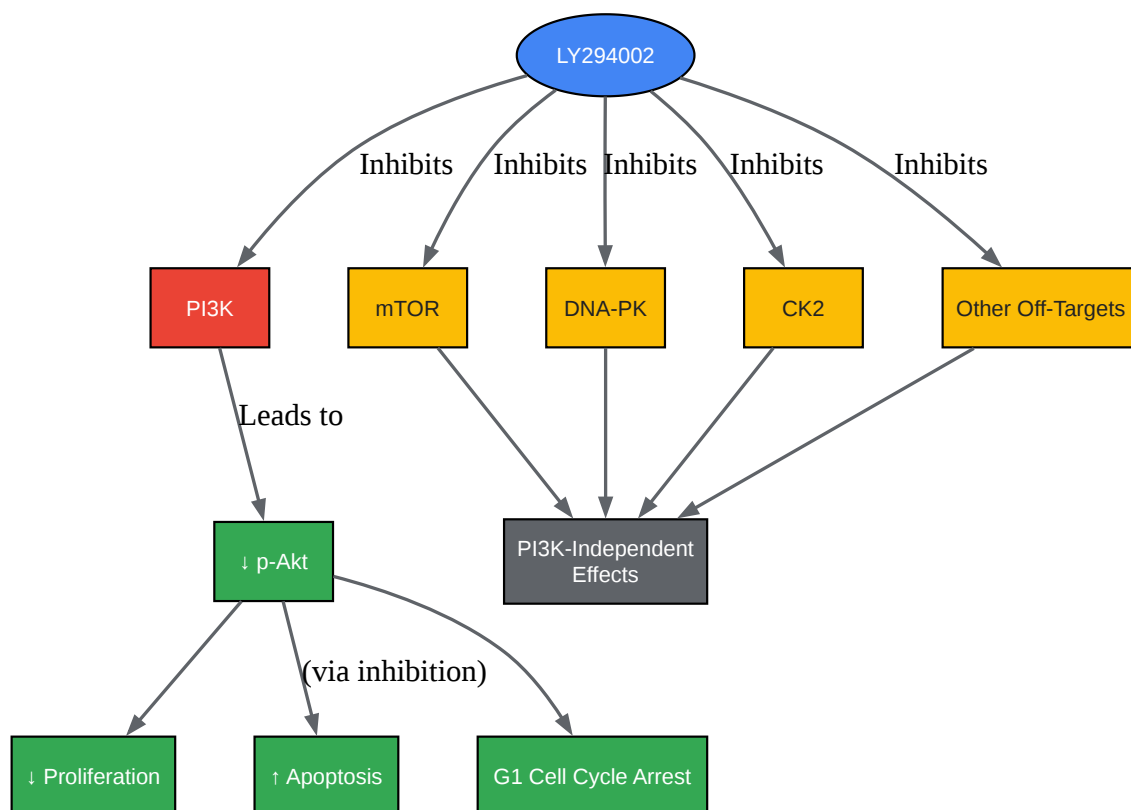 LY294002
Inhibits
Inhibits
Inhibits
Inhibits
Inhibits
PI3K
mTOR
DNA-PK
CK2
Other Off-Targets
Leads to
↓ p-Akt
PI3K-Independent
Effects
(via inhibition)
↓ Proliferation
↑ Apoptosis
G1 Cell Cycle Arrest